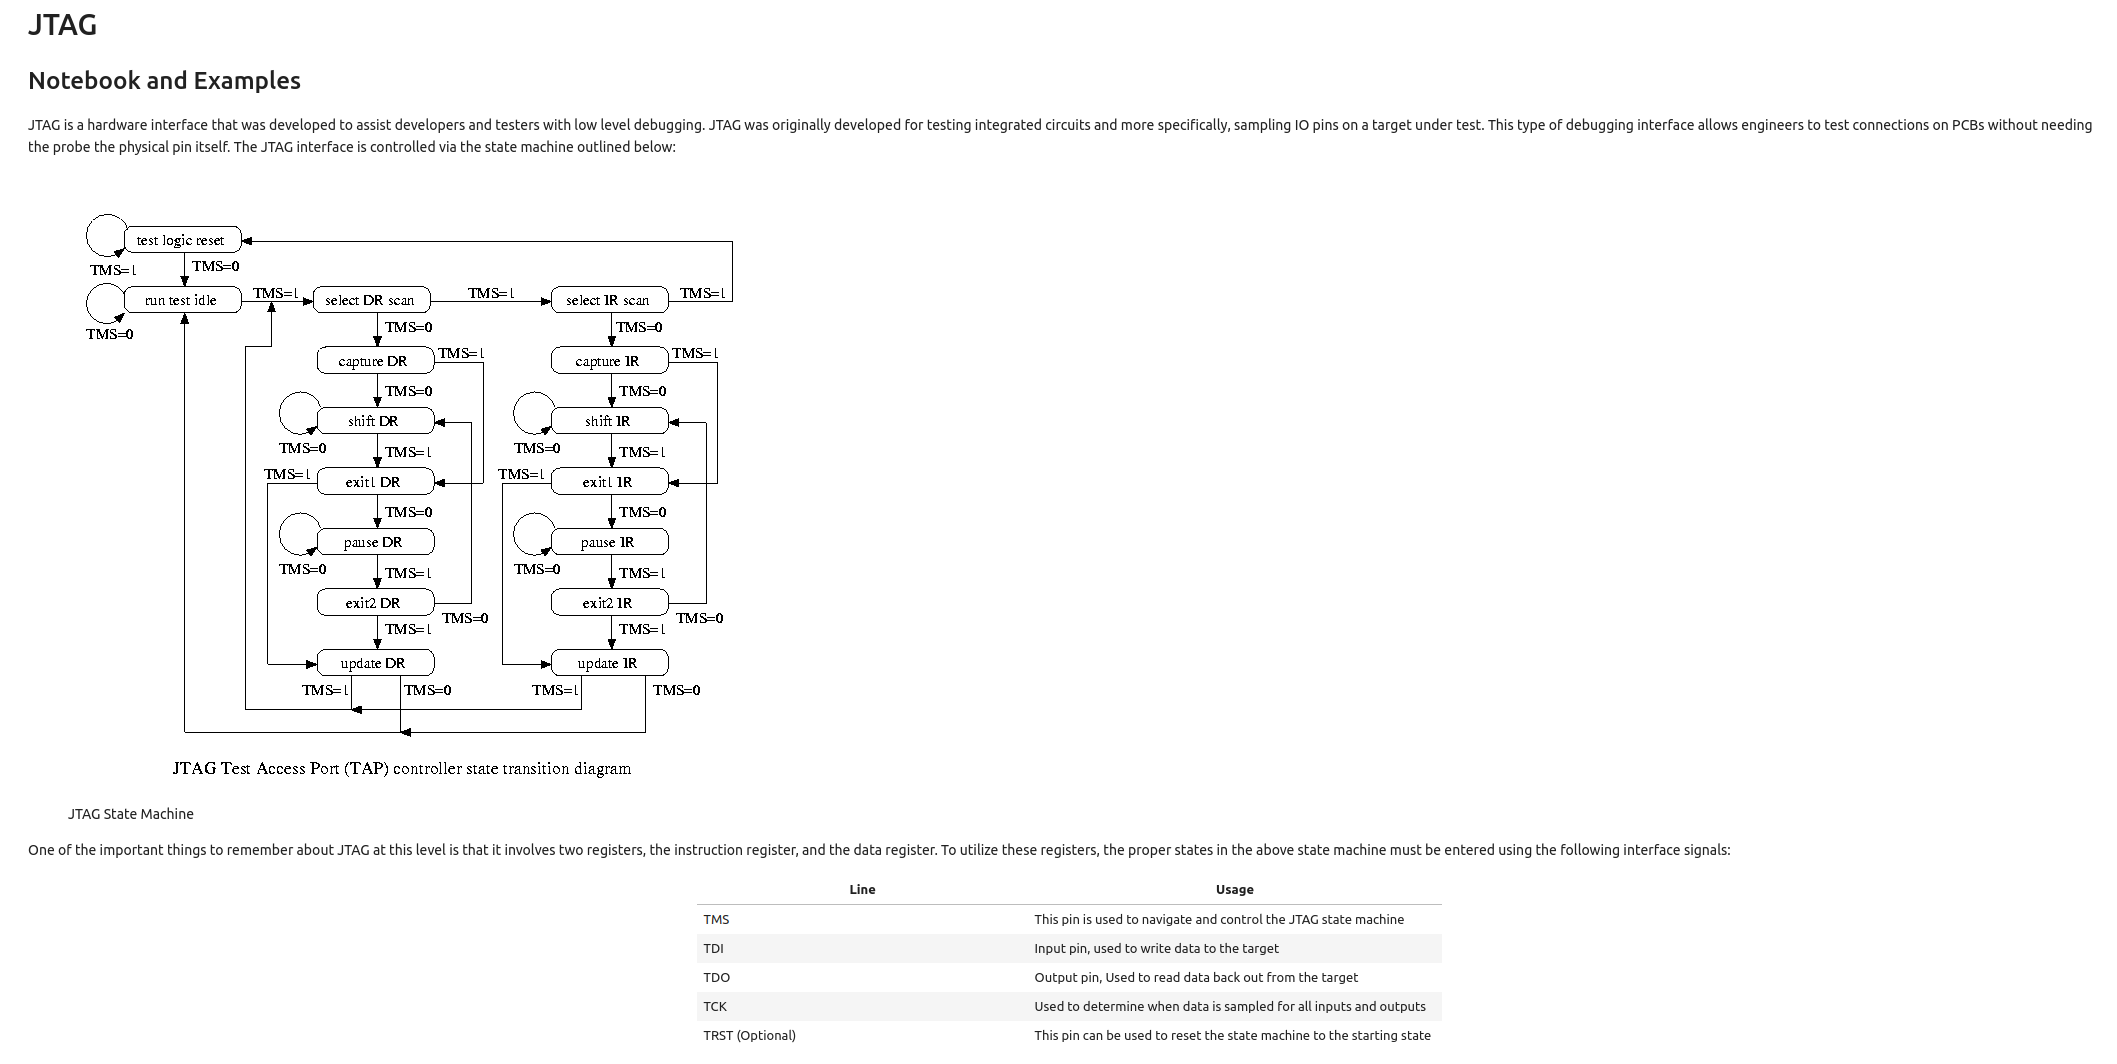 JTAG
Notebook and Examples
JTAG is a hardware interface that was developed to assist developers and testers with low level debugging. JTAG was originally developed for testing integrated circuits and more specifically, sampling IO pins on a target under test. This type of debugging interface allows engineers to test connections on PCBs without needing
the probe the physical pin itself. The JTAG interface is controlled via the state machine outlined below:
test logic reset
TMS=1 TMS=0
run test idle TMS=1 select DR scan TMS=1 select IR scan TMS=1
TMS=0 TMS=0 TMS=0
capture DR TMS=1 capture IR TMS=1
TMS=0 TMS=0
shift DR shift IR
TMS=0 TMS=1 TMS=0 TMS=1
TMS=1 exit1 DR TMS=1 exit1 IR
TMS=0 TMS=0
pause DR pause IR
TMS=0 TMS=1 TMS=0 TMS=1
exit2 DR TMS=0 exit2 IR TMS=0
TMS=1 TMS=1
update DR update IR
TMS=1 TMS=0 TMS=1 TMS=0
JTAG Test Access Port (TAP) controller state transition diagram
JTAG State Machine
One of the important things to remember about JTAG at this level is that it involves two registers, the instruction register, and the data register. To utilize these registers, the proper states in the above state machine must be entered using the following interface signals:
Line Usage
TMS This pin is used to navigate and control the JTAG state machine
TDI Input pin, used to write data to the target
TDO Output pin, Used to read data back out from the target
TCK Used to determine when data is sampled for all inputs and outputs
TRST (Optional) This pin can be used to reset the state machine to the starting state